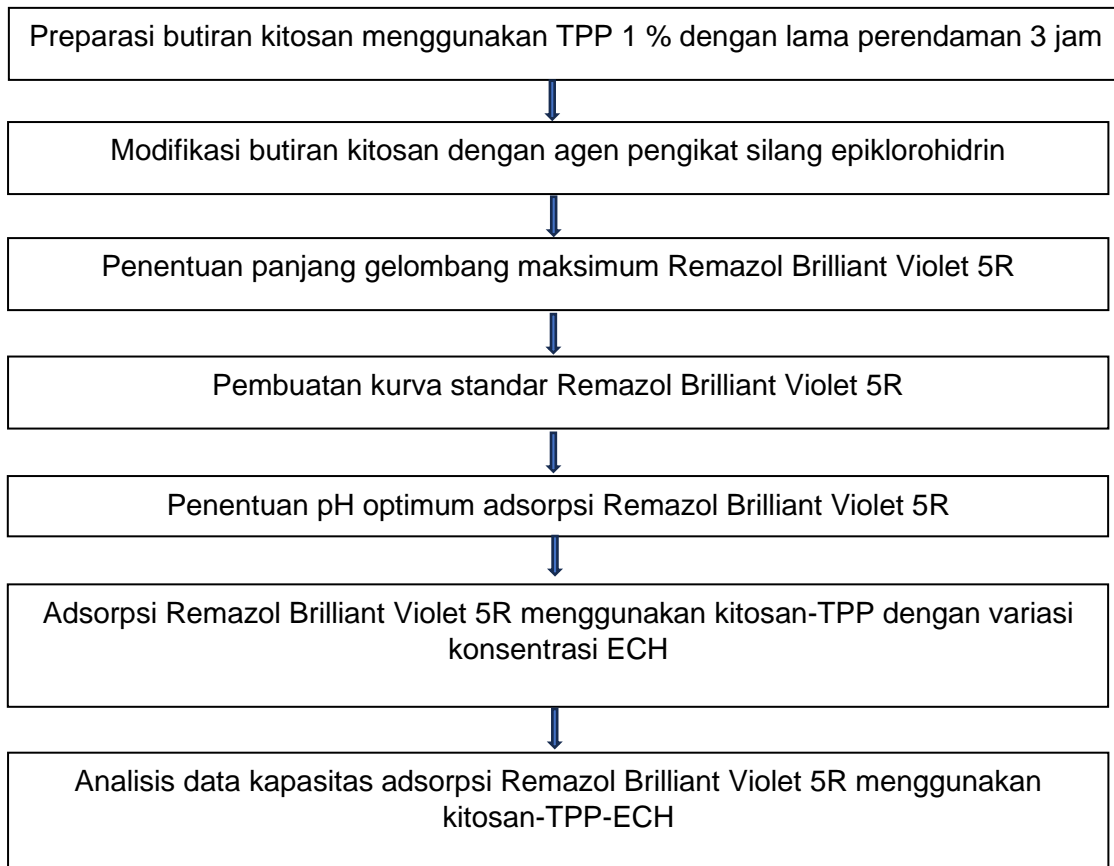 Preparasi butiran kitosan menggunakan TPP 1 % dengan lama perendaman 3 jam
Modifikasi butiran kitosan dengan agen pengikat silang epiklorohidrin
Penentuan panjang gelombang maksimum Remazol Brilliant Violet 5R
Pembuatan kurva standar Remazol Brilliant Violet 5R
Penentuan pH optimum adsorpsi Remazol Brilliant Violet 5R
Adsorpsi Remazol Brilliant Violet 5R menggunakan kitosan-TPP dengan variasi
konsentrasi ECH
Analisis data kapasitas adsorpsi Remazol Brilliant Violet 5R menggunakan
kitosan-TPP-ECH